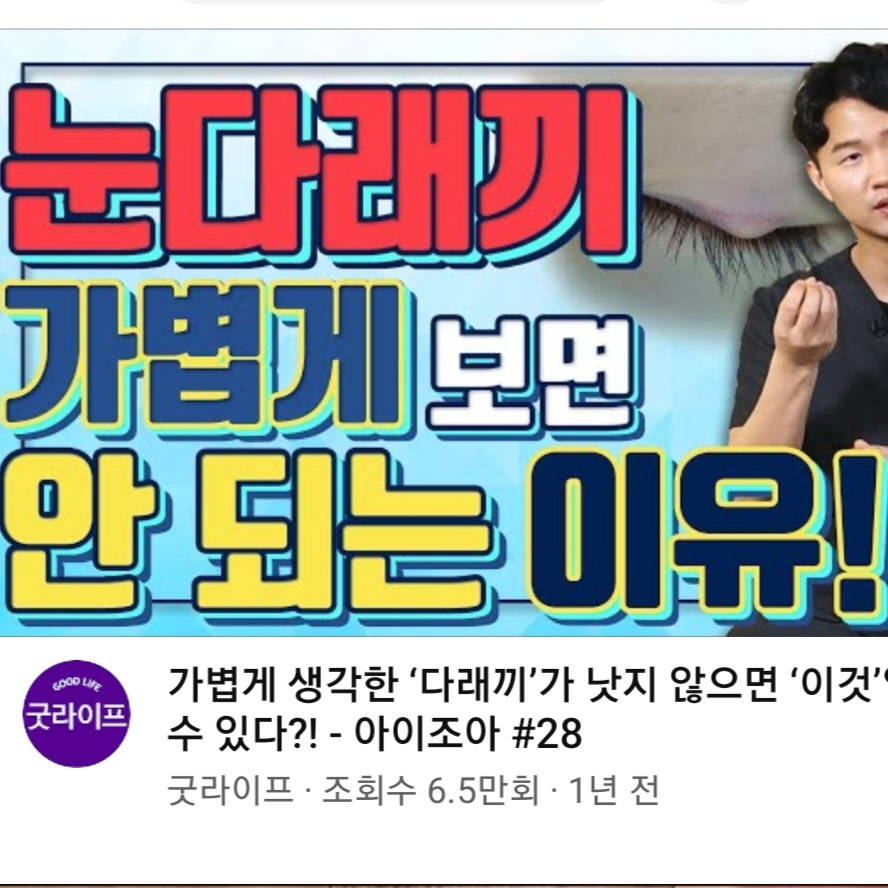 눈다래끼
가볍게 보면
안 되는 이유!
GOOD LIFE
굿라이프
가볍게 생각한 ‘다래끼’가 낫지 않으면 ‘이것’
수 있다?! - 아이조아 #28
굿라이프 · 조회수 6.5만회 · 1년 전